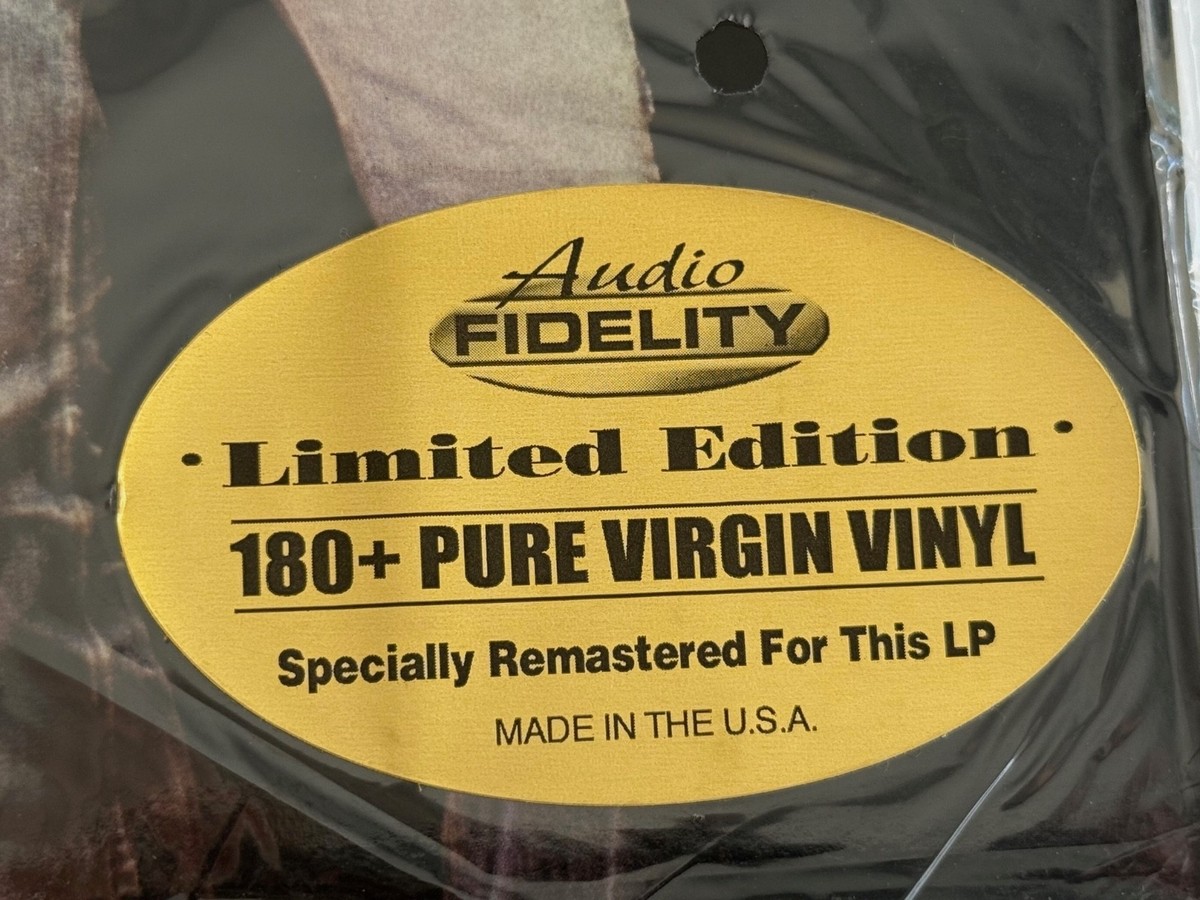 Audio
FIDELITY
• Limited Edition •
180+ PURE VIRGIN VINYL
Specially Remastered For This LP
MADE IN THE U.S.A.